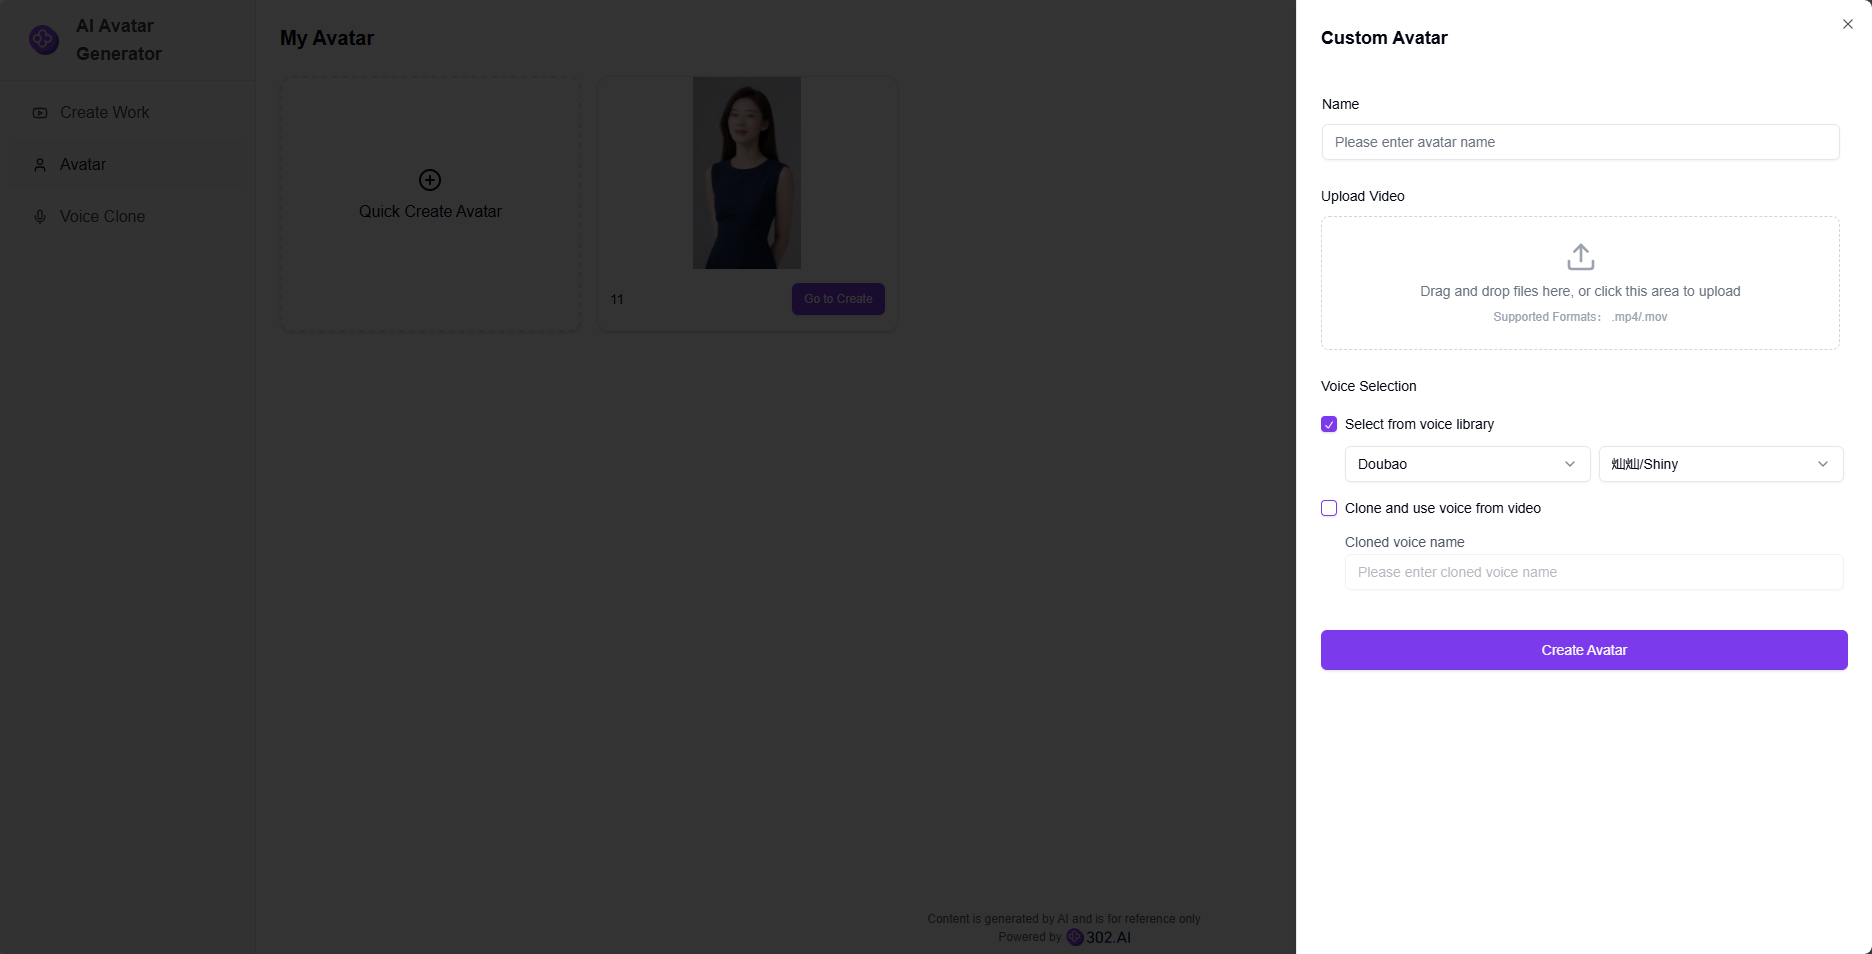 AI Avatar
Generator
Create Work
Avatar
Voice Clone
My Avatar
Quick Create Avatar
11
Go to Create
Content is generated by AI and is for reference only
Powered by 302.AI
Custom Avatar
Name
Please enter avatar name
Upload Video
Drag and drop files here, or click this area to upload
Supported Formats： .mp4/.mov
Voice Selection
Select from voice library
Doubao
灿灿/Shiny
Clone and use voice from video
Cloned voice name
Please enter cloned voice name
Create Avatar